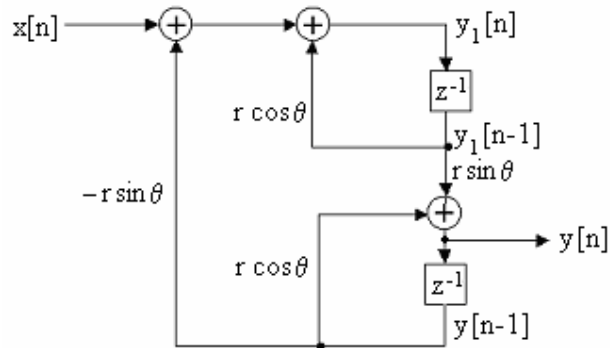 x[n]
+
+
y₁[n]
z⁻¹
r cos θ
y₁[n-1]
r sin θ
−r sin θ
+
r cos θ
y[n]
z⁻¹
y[n-1]